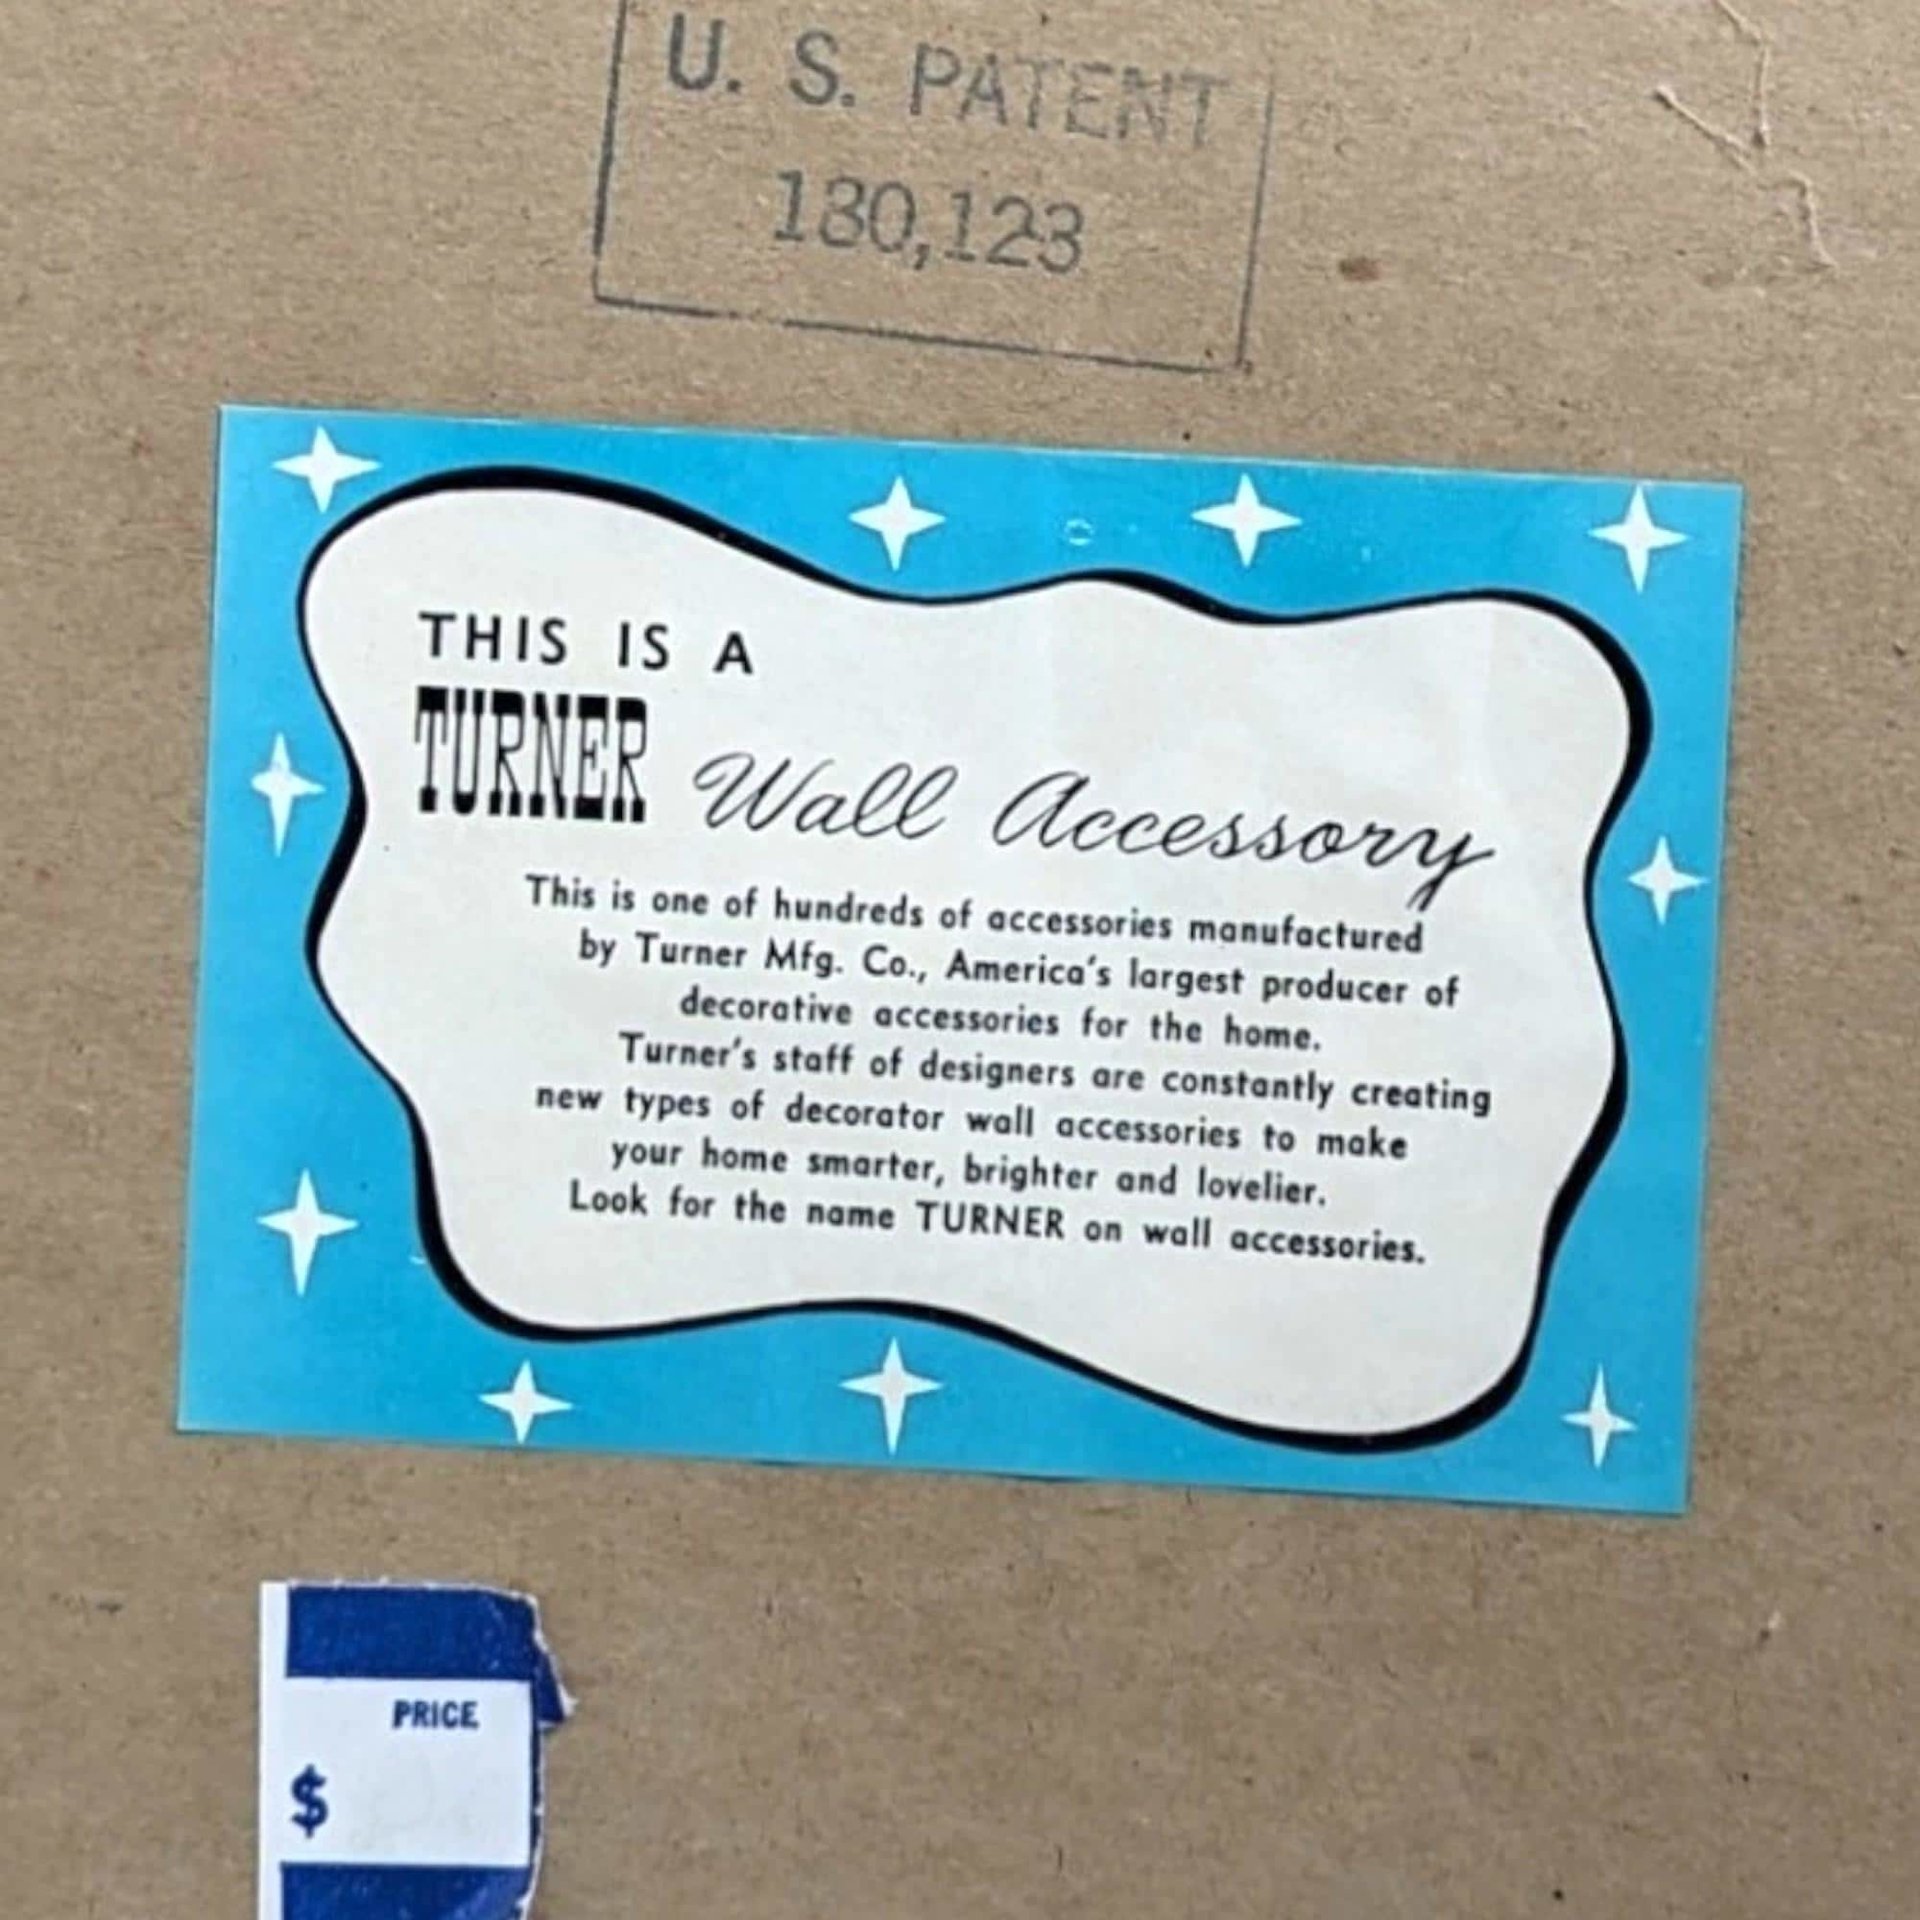 U. S. PATENT
130,123
THIS IS A
TURNER Wall Accessory
This is one of hundreds of accessories manufactured
by Turner Mfg. Co., America's largest producer of
decorative accessories for the home.
Turner's staff of designers are constantly creating
new types of decorator wall accessories to make
your home smarter, brighter and lovelier.
Look for the name TURNER on wall accessories.
PRICE
$